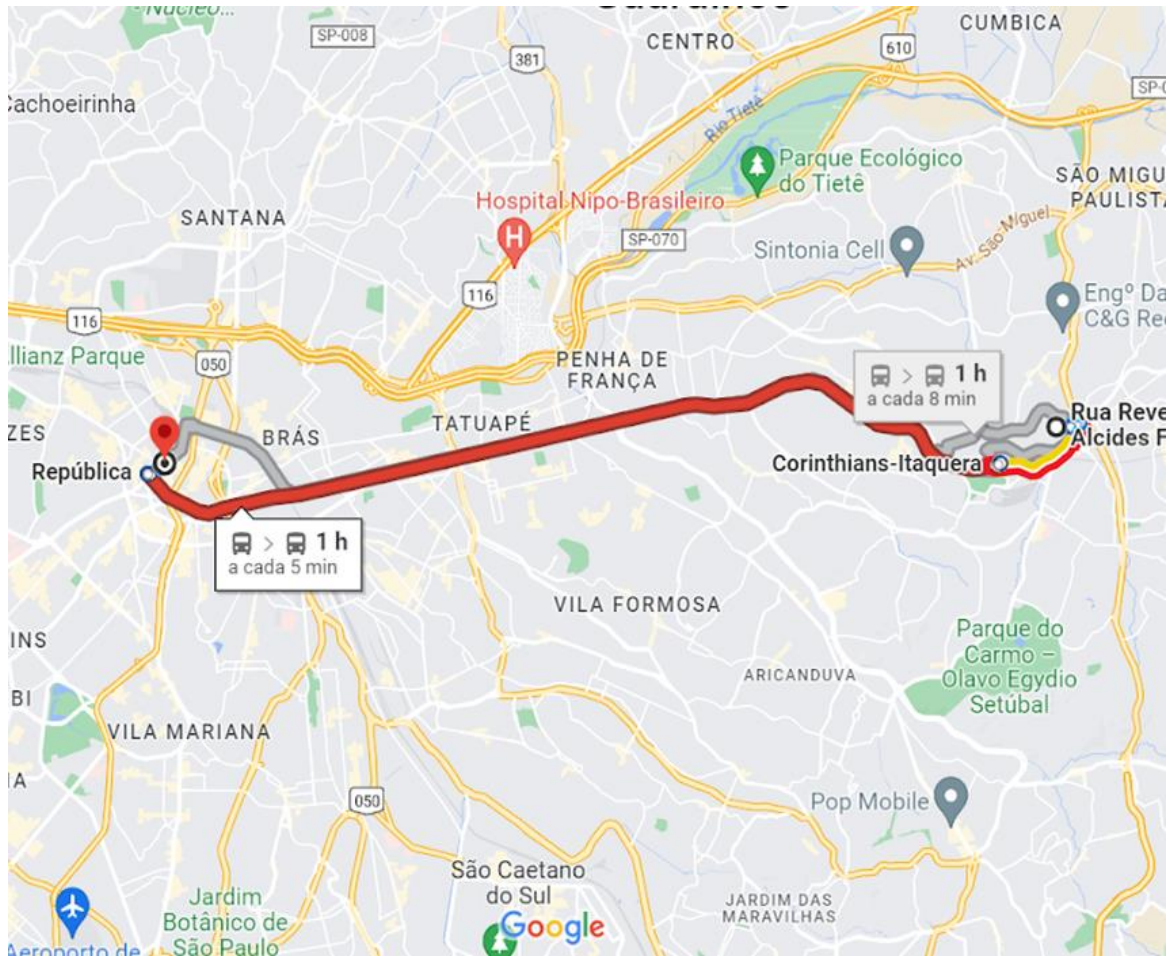 Núcleo...
SP-008
CENTRO
CUMBICA
381
610
Cachoeirinha
Rio Tietê
Parque Ecológico
do Tietê
SÃO MIGU
PAULISTA
SANTANA
Hospital Nipo-Brasileiro
H
SP-070
Sintonia Cell
Av. São Miguel
116
Engº Da
C&G Re
116
Allianz Parque
050
PENHA DE
FRANÇA
> 1 h
a cada 8 min
ZES
BRÁS
TATUAPÉ
Rua Reve
Alcides F
República
Corinthians-Itaquera
> 1 h
a cada 5 min
VILA FORMOSA
INS
Parque do
Carmo –
Olavo Egydio
Setúbal
ARICANDUVA
BI
VILA MARIANA
IA
050
Pop Mobile
São Caetano
do Sul
Jardim
Botânico de
São Paulo
JARDIM DAS
MARAVILHAS
Google
Aeroporto de